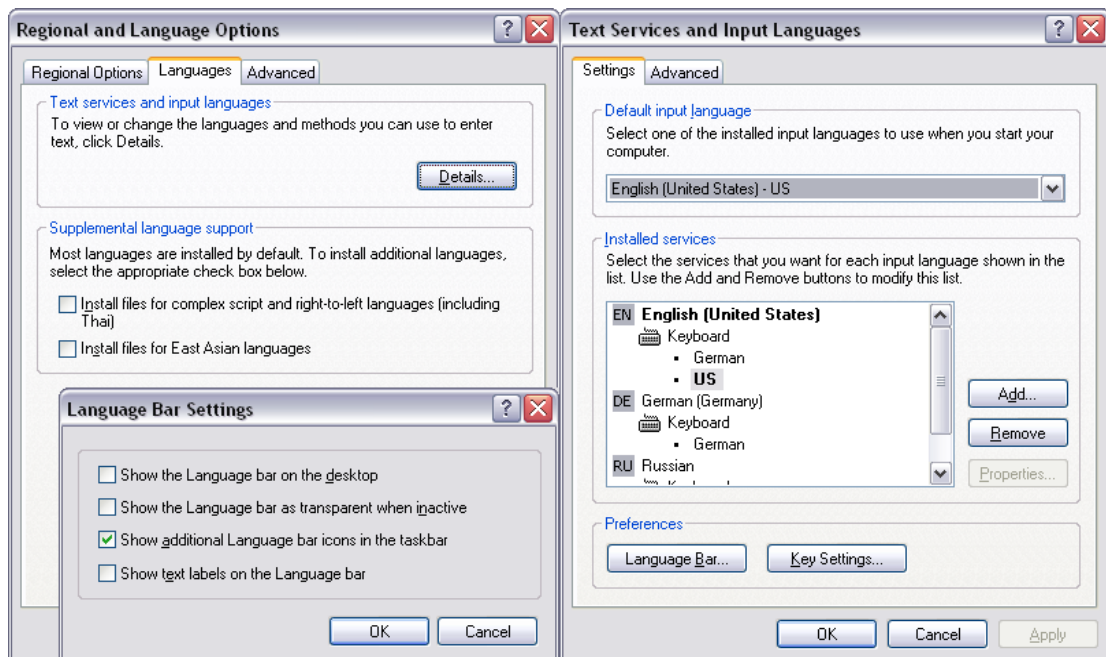 Regional and Language Options
Regional Options Languages Advanced
Text services and input languages
To view or change the languages and methods you can use to enter
text, click Details.
Details...
Supplemental language support
Most languages are installed by default. To install additional languages,
select the appropriate check box below.
Install files for complex script and right-to-left languages (including
Thai)
Install files for East Asian languages
Language Bar Settings
Show the Language bar on the desktop
Show the Language bar as transparent when inactive
Show additional Language bar icons in the taskbar
Show text labels on the Language bar
OK Cancel
Text Services and Input Languages
Settings Advanced
Default input language
Select one of the installed input languages to use when you start your
computer.
English (United States) - US
Installed services
Select the services that you want for each input language shown in the
list. Use the Add and Remove buttons to modify this list.
EN English (United States)
Keyboard
German
US
DE German (Germany)
Keyboard
German
RU Russian
Add...
Remove
Properties...
Preferences
Language Bar... Key Settings...
OK Cancel Apply